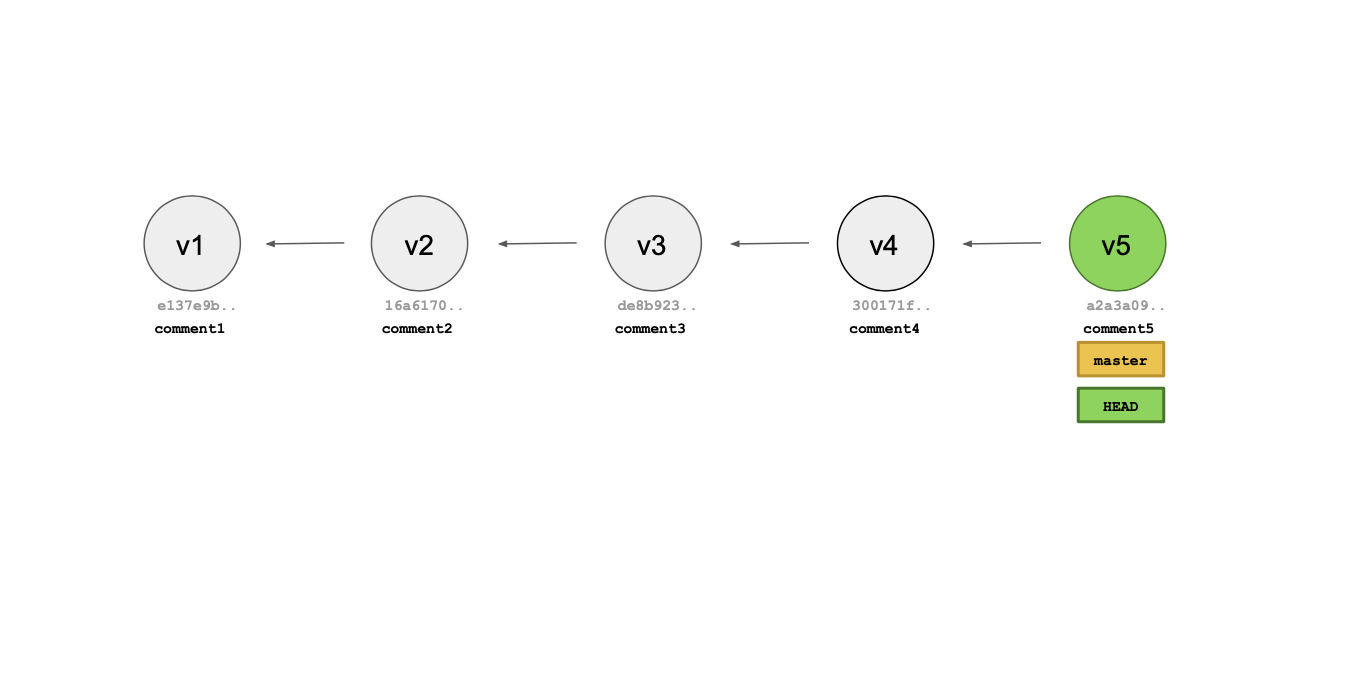 v1
v2
v3
v4
v5
e137e9b..
16a6170..
de8b923..
300171f..
a2a3a09..
comment1
comment2
comment3
comment4
comment5
master
HEAD